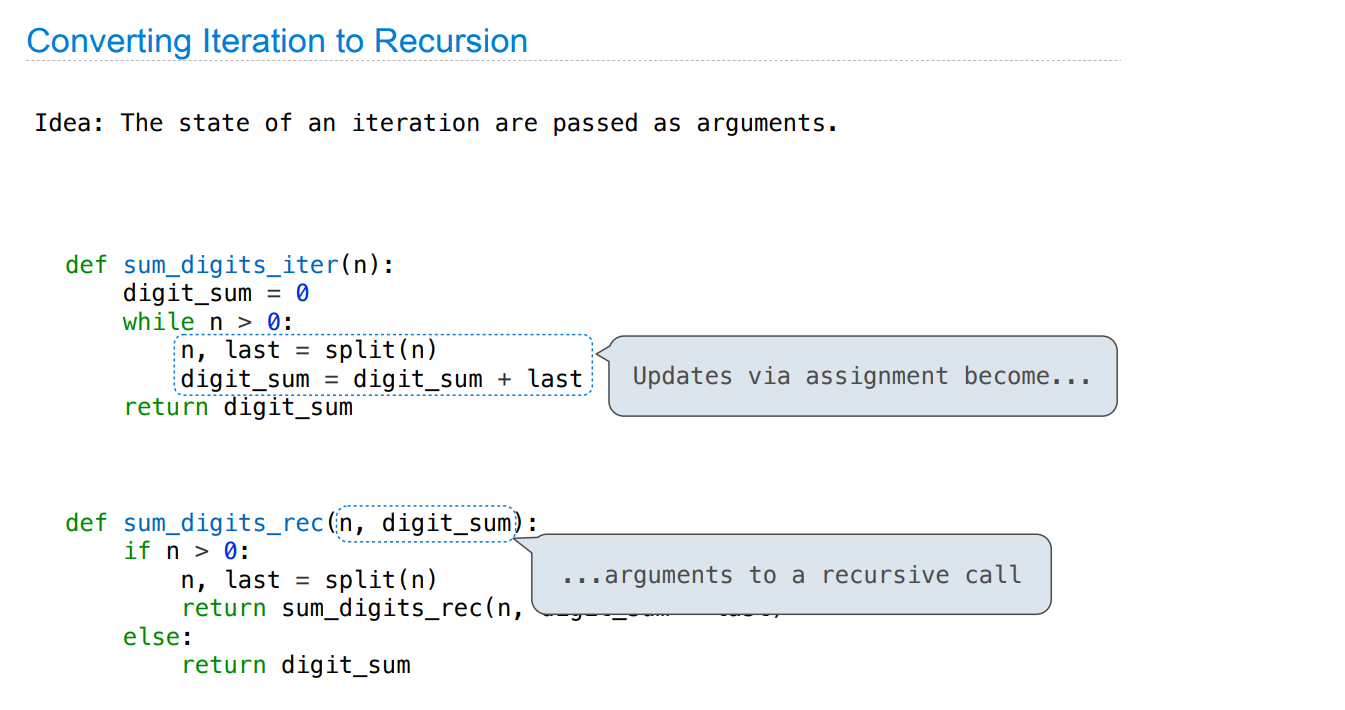 Converting Iteration to Recursion
Idea: The state of an iteration are passed as arguments.
def sum_digits_iter(n):
    digit_sum = 0
    while n > 0:
        n, last = split(n)
        digit_sum = digit_sum + last
    return digit_sum
Updates via assignment become...
def sum_digits_rec(n, digit_sum):
    if n > 0:
        n, last = split(n)
        return sum_digits_rec(n,
    else:
        return digit_sum
...arguments to a recursive call